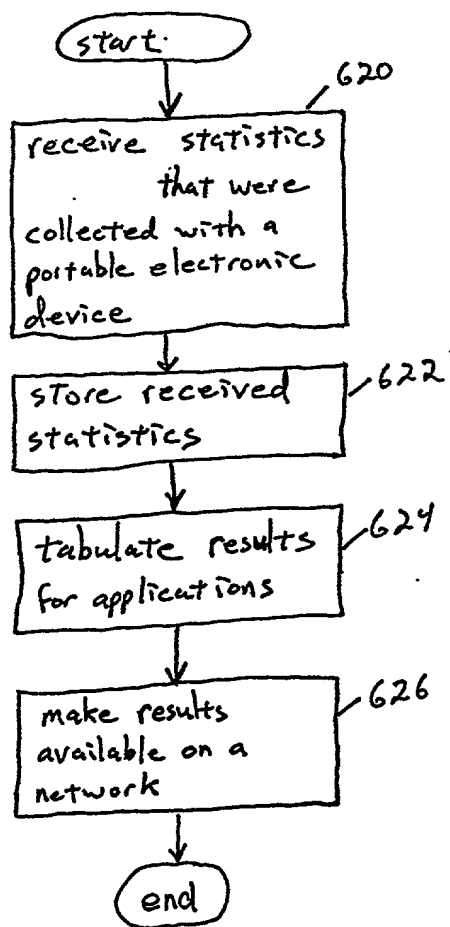 start.
620
receive statistics
that were
collected with a
portable electronic
device
622
store received
statistics
624
tabulate results
for applications
626
make results
available on a
network
end